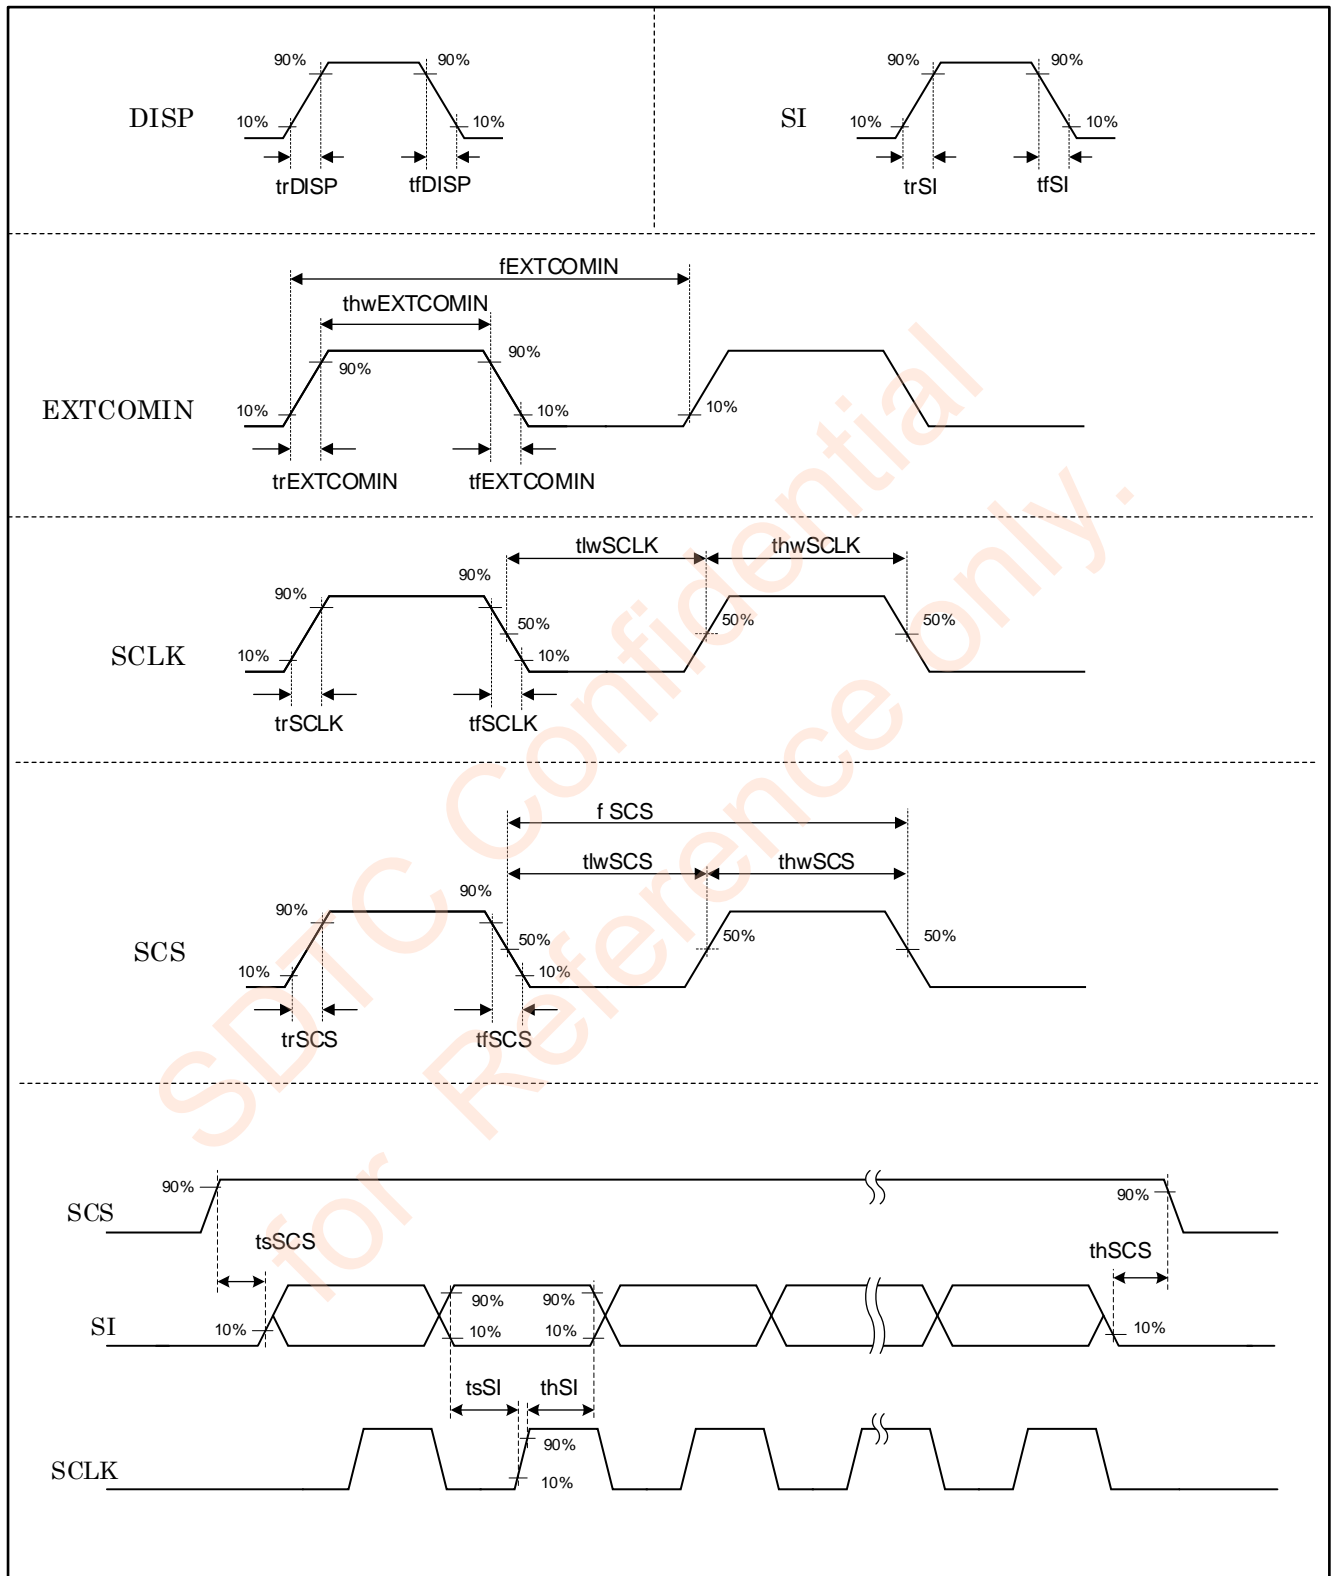 90% 90% 90% 90%
DISP SI
10% 10% 10% 10%
trDISP tfDISP trSI tfSI
fEXTCOMIN
thwEXTCOMIN
90% 90%
EXTCOMIN
10% 10% 10%
trEXTCOMIN tfEXTCOMIN
tlwSCLK thwSCLK
90% 90%
50% 50% 50%
SCLK
10% 10%
trSCLK tfSCLK
f SCS
tlwSCS thwSCS
90% 90%
50% 50% 50%
SCS
10% 10%
trSCS tfSCS
90% 90%
SCS
tsSCS thSCS
90% 90%
SI
10% 10% 10% 10%
tsSI thSI
90%
SCLK
10%
SDTC Confidential
for Reference only.